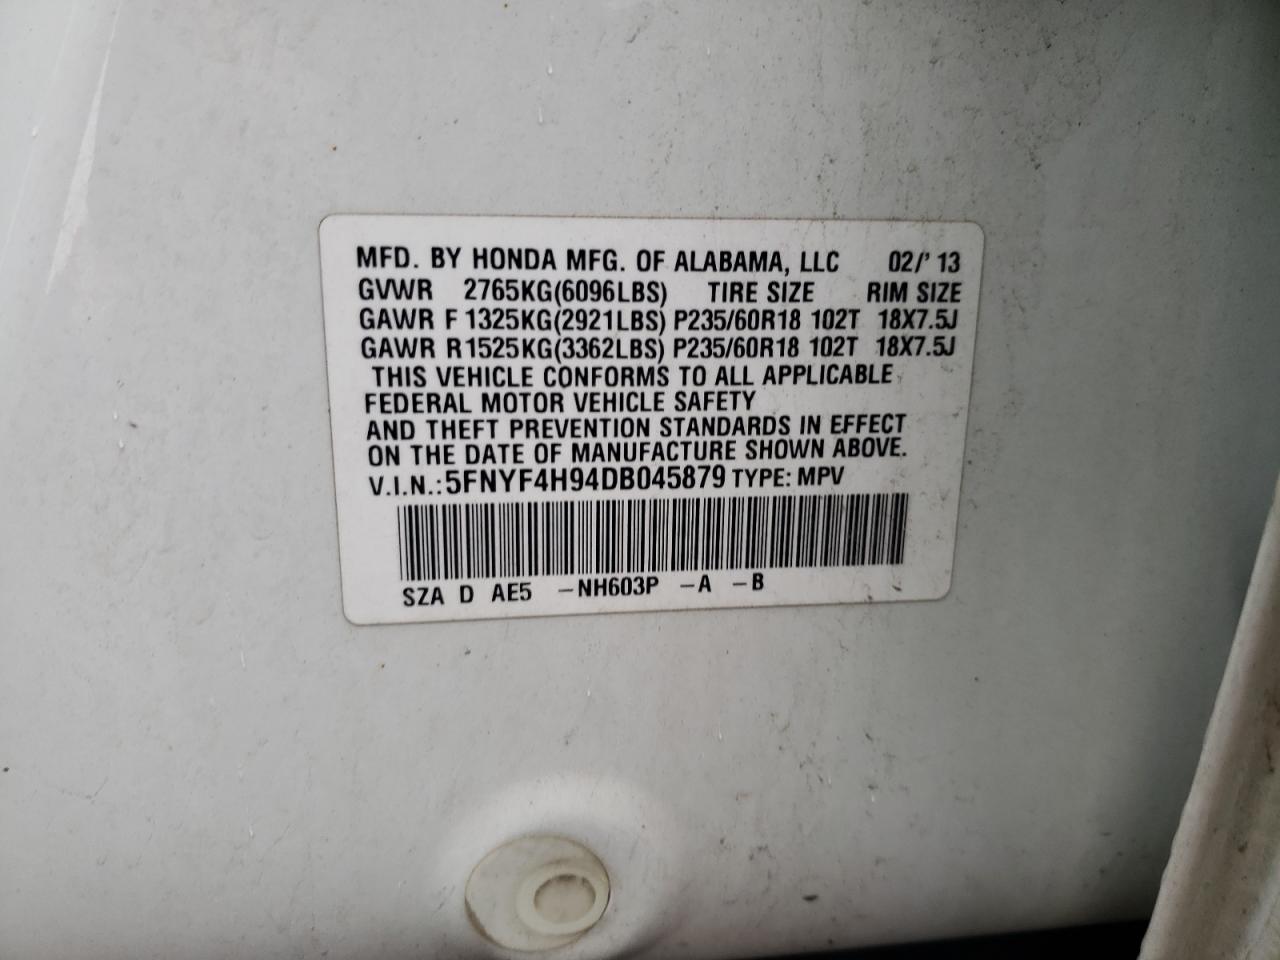 MFD. BY HONDA MFG. OF ALABAMA, LLC 02/' 13
GVWR 2765KG(6096LBS) TIRE SIZE RIM SIZE
GAWR F 1325KG(2921LBS) P235/60R18 102T 18X7.5J
GAWR R 1525KG(3362LBS) P235/60R18 102T 18X7.5J
THIS VEHICLE CONFORMS TO ALL APPLICABLE
FEDERAL MOTOR VEHICLE SAFETY
AND THEFT PREVENTION STANDARDS IN EFFECT
ON THE DATE OF MANUFACTURE SHOWN ABOVE.
V.I.N.: 5FNYF4H94DB045879 TYPE: MPV
SZA D AE5 -NH603P -A -B